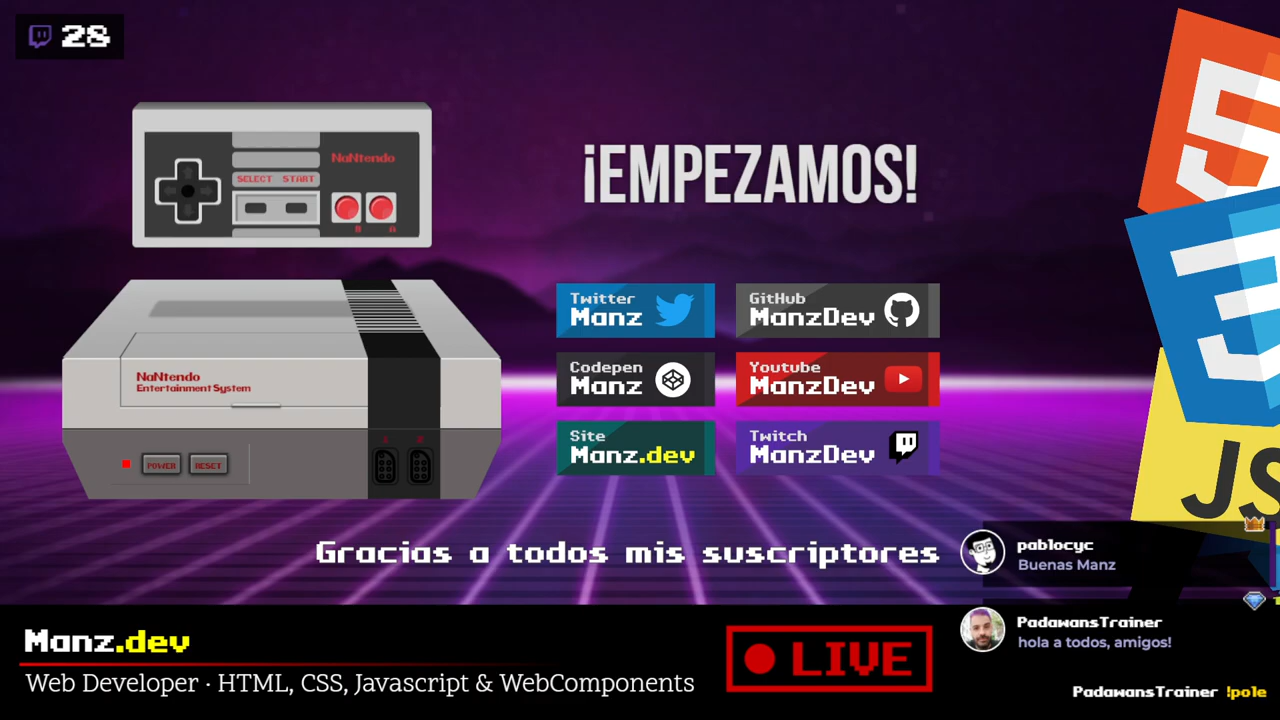 28
NaNtendo
SELECT START
B A
¡EMPEZAMOS!
NaNtendo
Entertainment System
POWER RESET
Twitter
Manz
GitHub
ManzDev
Codepen
Manz
Youtube
ManzDev
Site
Manz.dev
Twitch
ManzDev
JS
Gracias a todos mis suscriptores
pablocyc
Buenas Manz
PadawansTrainer
hola a todos, amigos!
PadawansTrainer !pole
Manz.dev
Web Developer · HTML, CSS, Javascript & WebComponents
LIVE